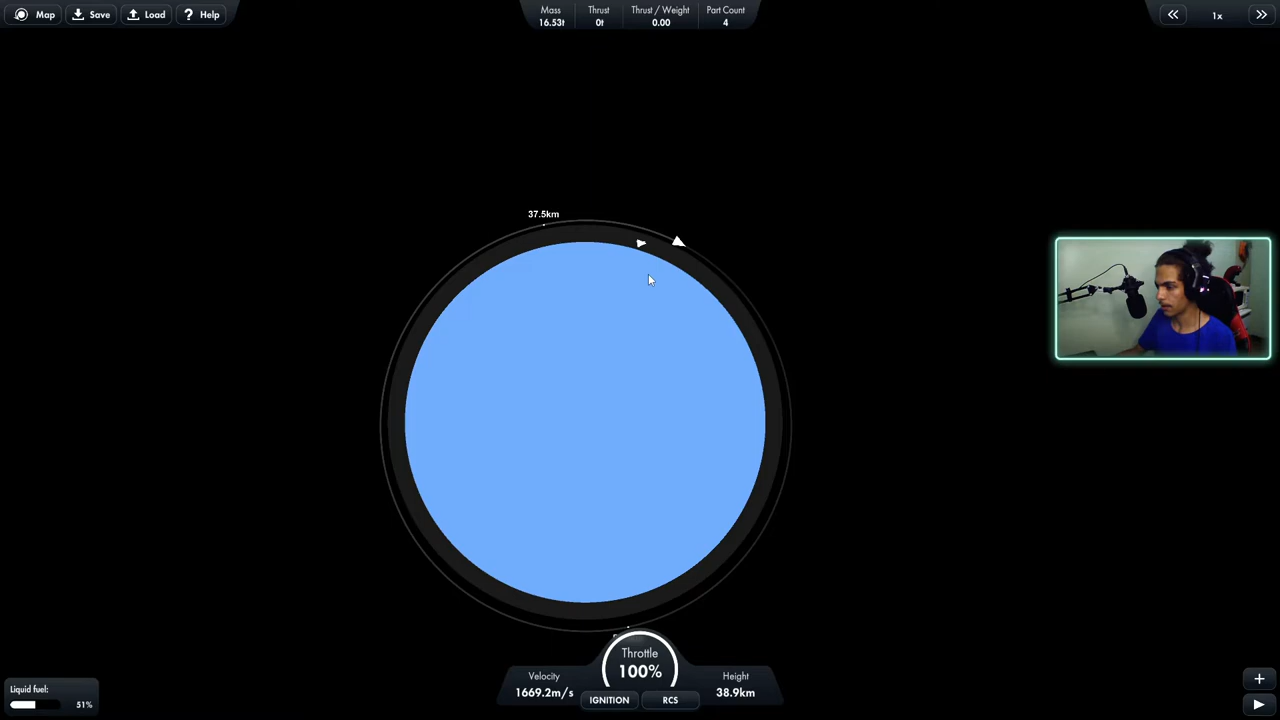 Map Save Load ? Help
Mass Thrust Thrust / Weight Part Count
16.53t 0t 0.00 4
1x
37.5km
Throttle
100%
Velocity Height
1669.2m/s 38.9km
IGNITION RCS
Liquid fuel:
51%